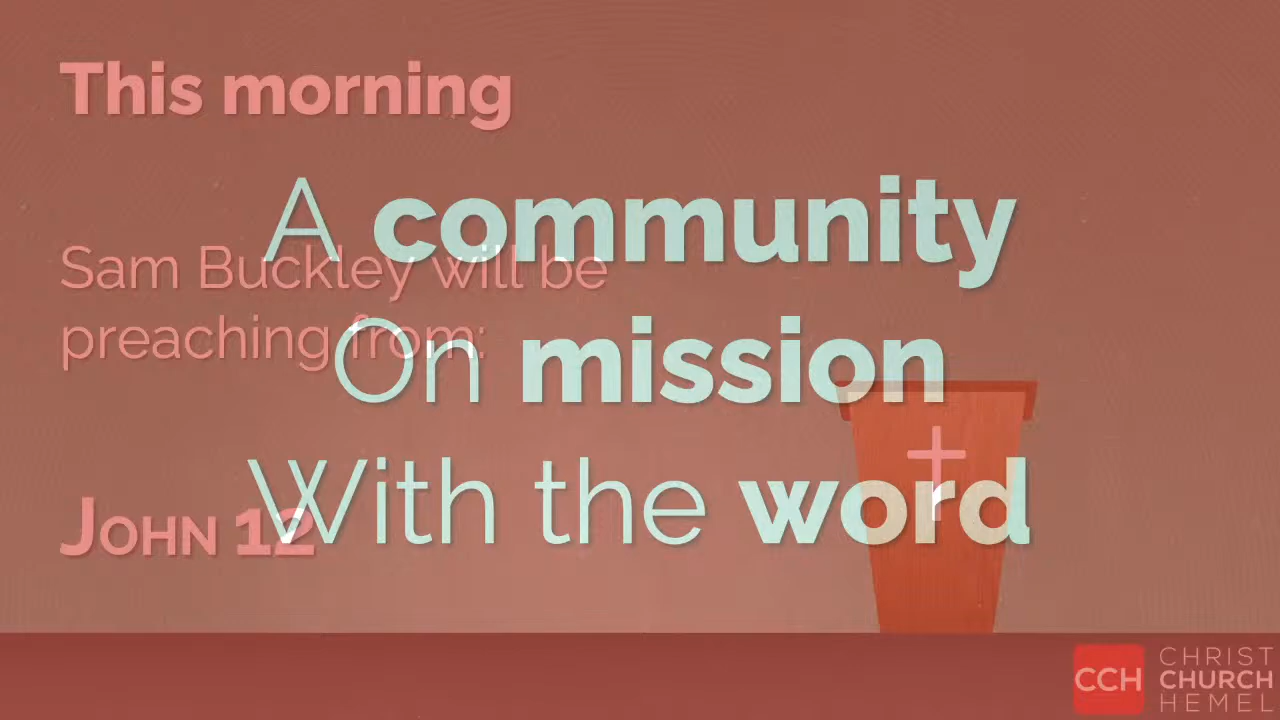 This morning
A community
Sam Buckley will be
preaching from:
On mission
With the word
John 12
CCH
CHRIST
CHURCH
HEMEL